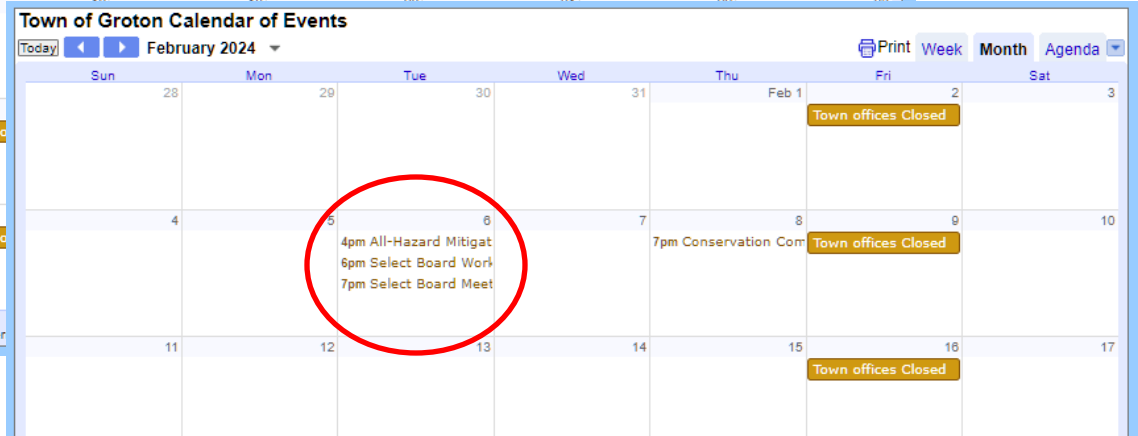 Town of Groton Calendar of Events
Today February 2024 Print Week Month Agenda
Sun Mon Tue Wed Thu Fri Sat
28 29 30 31 Feb 1 2 3
Town offices Closed
4 5 6 7 8 9 10
4pm All-Hazard Mitigat 7pm Conservation Com Town offices Closed
6pm Select Board Work
7pm Select Board Meet
11 12 13 14 15 16 17
Town offices Closed